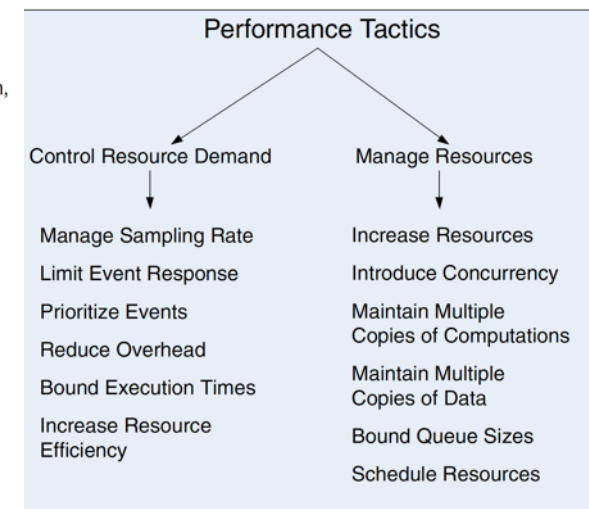 Performance Tactics
Control Resource Demand
Manage Sampling Rate
Limit Event Response
Prioritize Events
Reduce Overhead
Bound Execution Times
Increase Resource
Efficiency
Manage Resources
Increase Resources
Introduce Concurrency
Maintain Multiple
Copies of Computations
Maintain Multiple
Copies of Data
Bound Queue Sizes
Schedule Resources